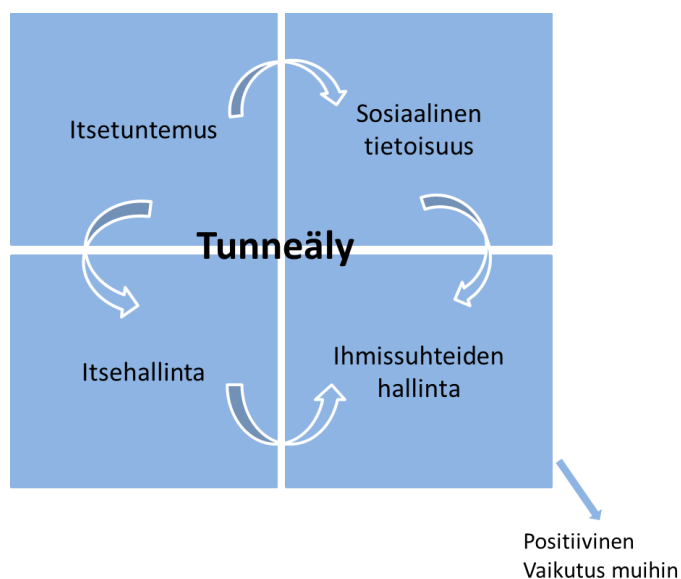 Itsetuntemus
Sosiaalinen
tietoisuus
Tunneäly
Itsehallinta
Ihmissuhteiden
hallinta
Positiivinen
Vaikutus muihin